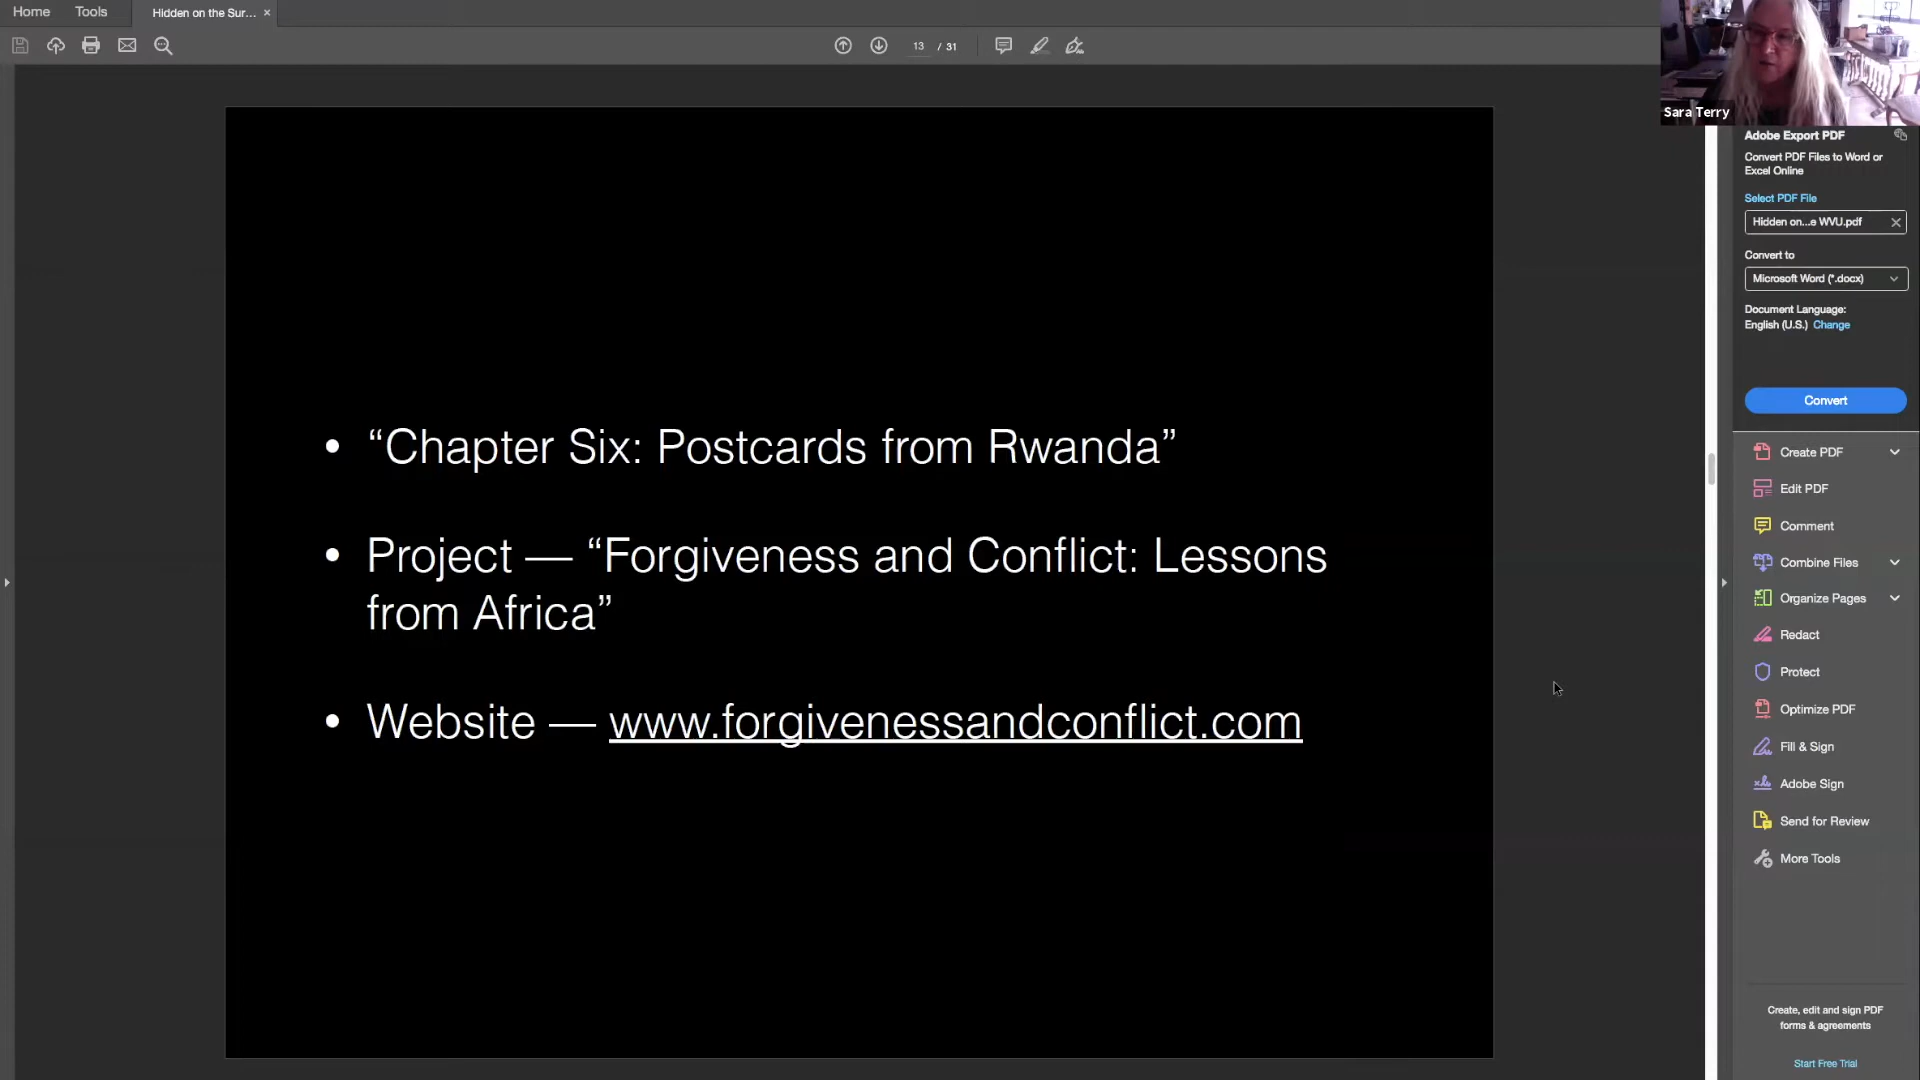 Home
Tools
Hidden on the Sur... ×
13 / 31
Sara Terry
Adobe Export PDF
Convert PDF Files to Word or
Excel Online
Select PDF File
Hidden on...e WVU.pdf
Convert to
Microsoft Word (*.docx)
Document Language:
English (U.S.) Change
Convert
Create PDF
Edit PDF
Comment
Combine Files
Organize Pages
Redact
Protect
Optimize PDF
Fill & Sign
Adobe Sign
Send for Review
More Tools
Create, edit and sign PDF
forms & agreements
Start Free Trial
• “Chapter Six: Postcards from Rwanda”
• Project — “Forgiveness and Conflict: Lessons
from Africa”
• Website — www.forgivenessandconflict.com